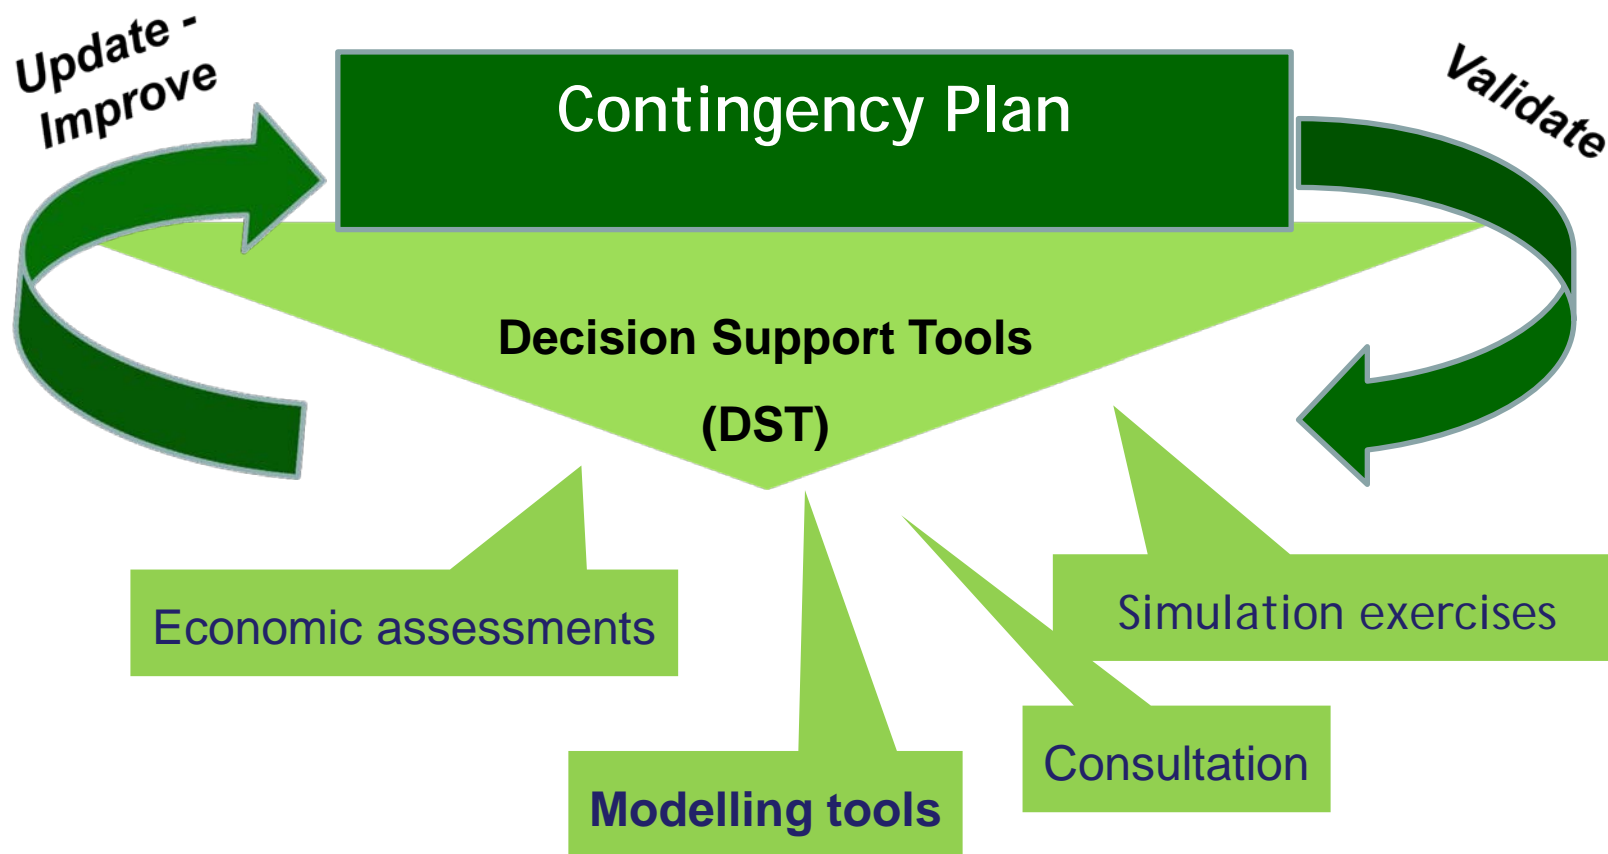 Update -
Improve
Contingency Plan
Validate
Decision Support Tools
(DST)
Economic assessments
Simulation exercises
Consultation
Modelling tools